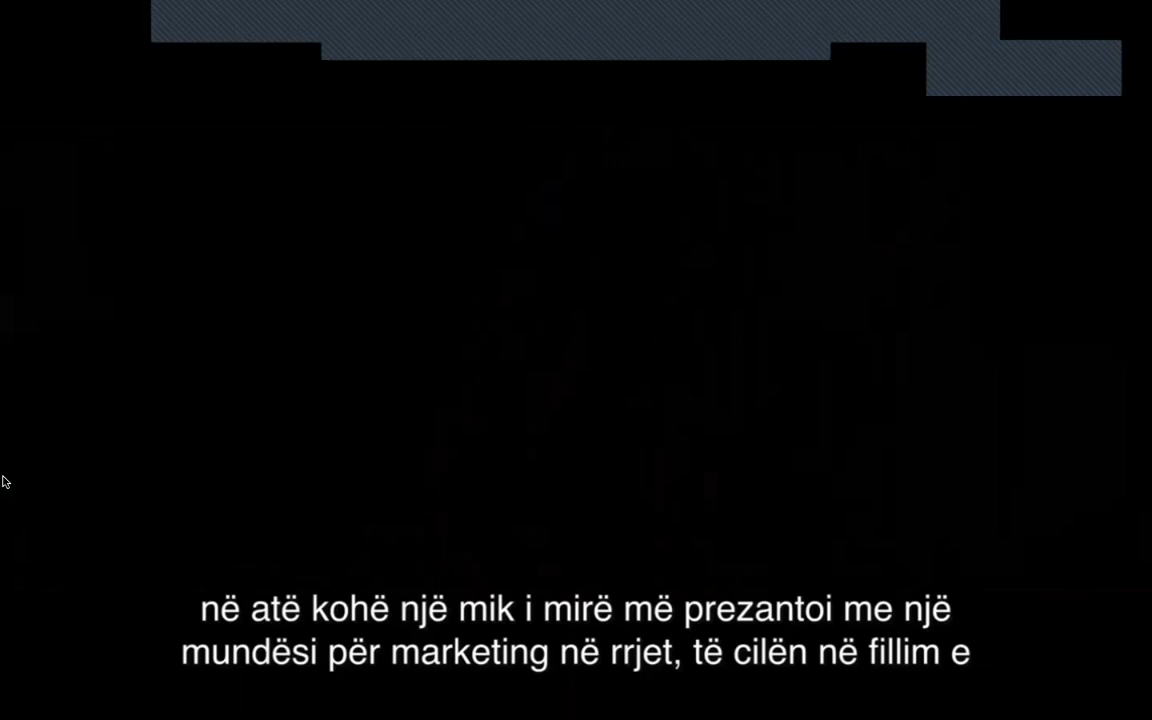 në atë kohë një mik i mirë më prezantoi me një
mundësi për marketing në rrjet, të cilën në fillim e